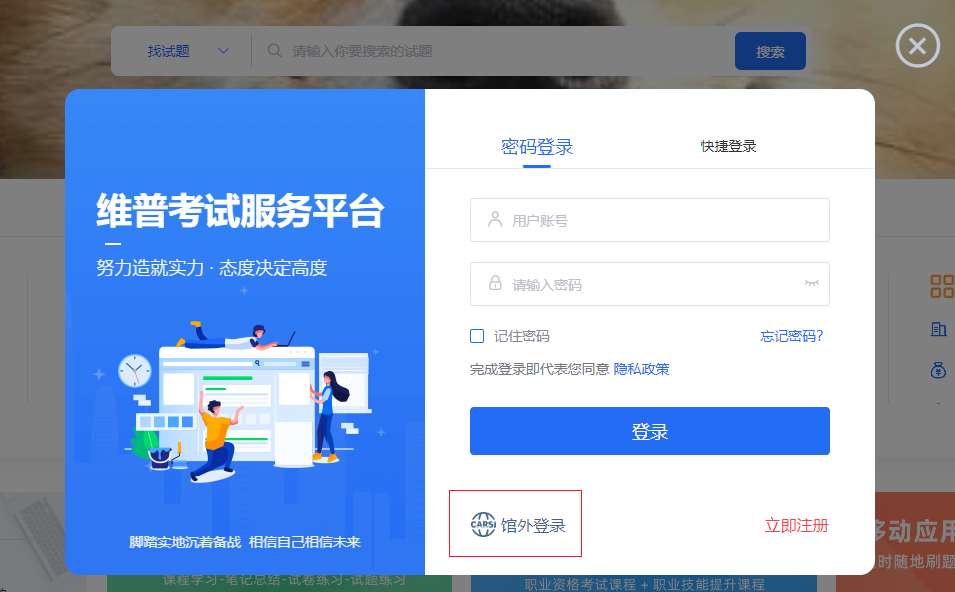 找试题
请输入你要搜索的试题
搜索
维普考试服务平台
努力造就实力 · 态度决定高度
脚踏实地沉着备战 相信自己相信未来
密码登录
快捷登录
用户账号
请输入密码
记住密码
忘记密码?
完成登录即代表您同意 隐私政策
登录
CARSI 馆外登录
立即注册
多动应用
时随地刷题
课程学习-笔记总结-试卷练习-试题练习
职业资格考试课程 + 职业技能提升课程